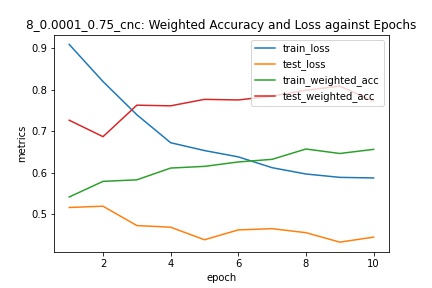 8_0.0001_0.75_cnc: Weighted Accuracy and Loss against Epochs
train_loss
test_loss
train_weighted_acc
test_weighted_acc
0.9
0.8
0.7
0.6
0.5
metrics
2
4
6
8
10
epoch